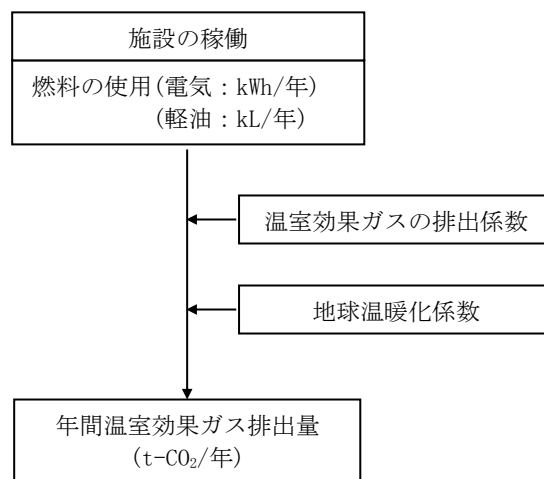 施設の稼働
燃料の使用(電気：kWh/年)
(軽油：kL/年)
温室効果ガスの排出係数
地球温暖化係数
年間温室効果ガス排出量
(t-CO₂/年)